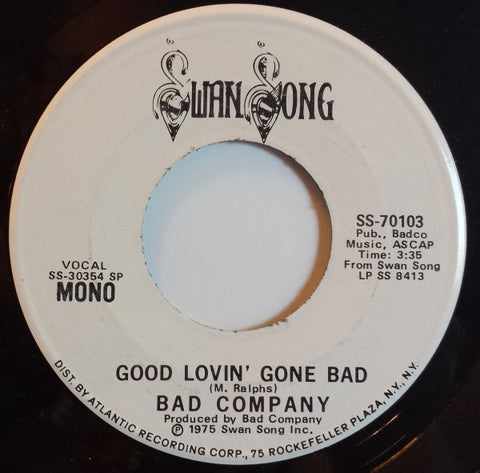 SWAN SONG
SS-70103
Pub., Badco
Music, ASCAP
Time: 3:35
From Swan Song
LP SS 8413
VOCAL
SS-30354 SP
MONO
GOOD LOVIN' GONE BAD
(M. Ralphs)
BAD COMPANY
Produced by Bad Company
Ⓟ 1975 Swan Song Inc.
DIST. BY ATLANTIC RECORDING CORP., 75 ROCKEFELLER PLAZA, N.Y., N.Y.